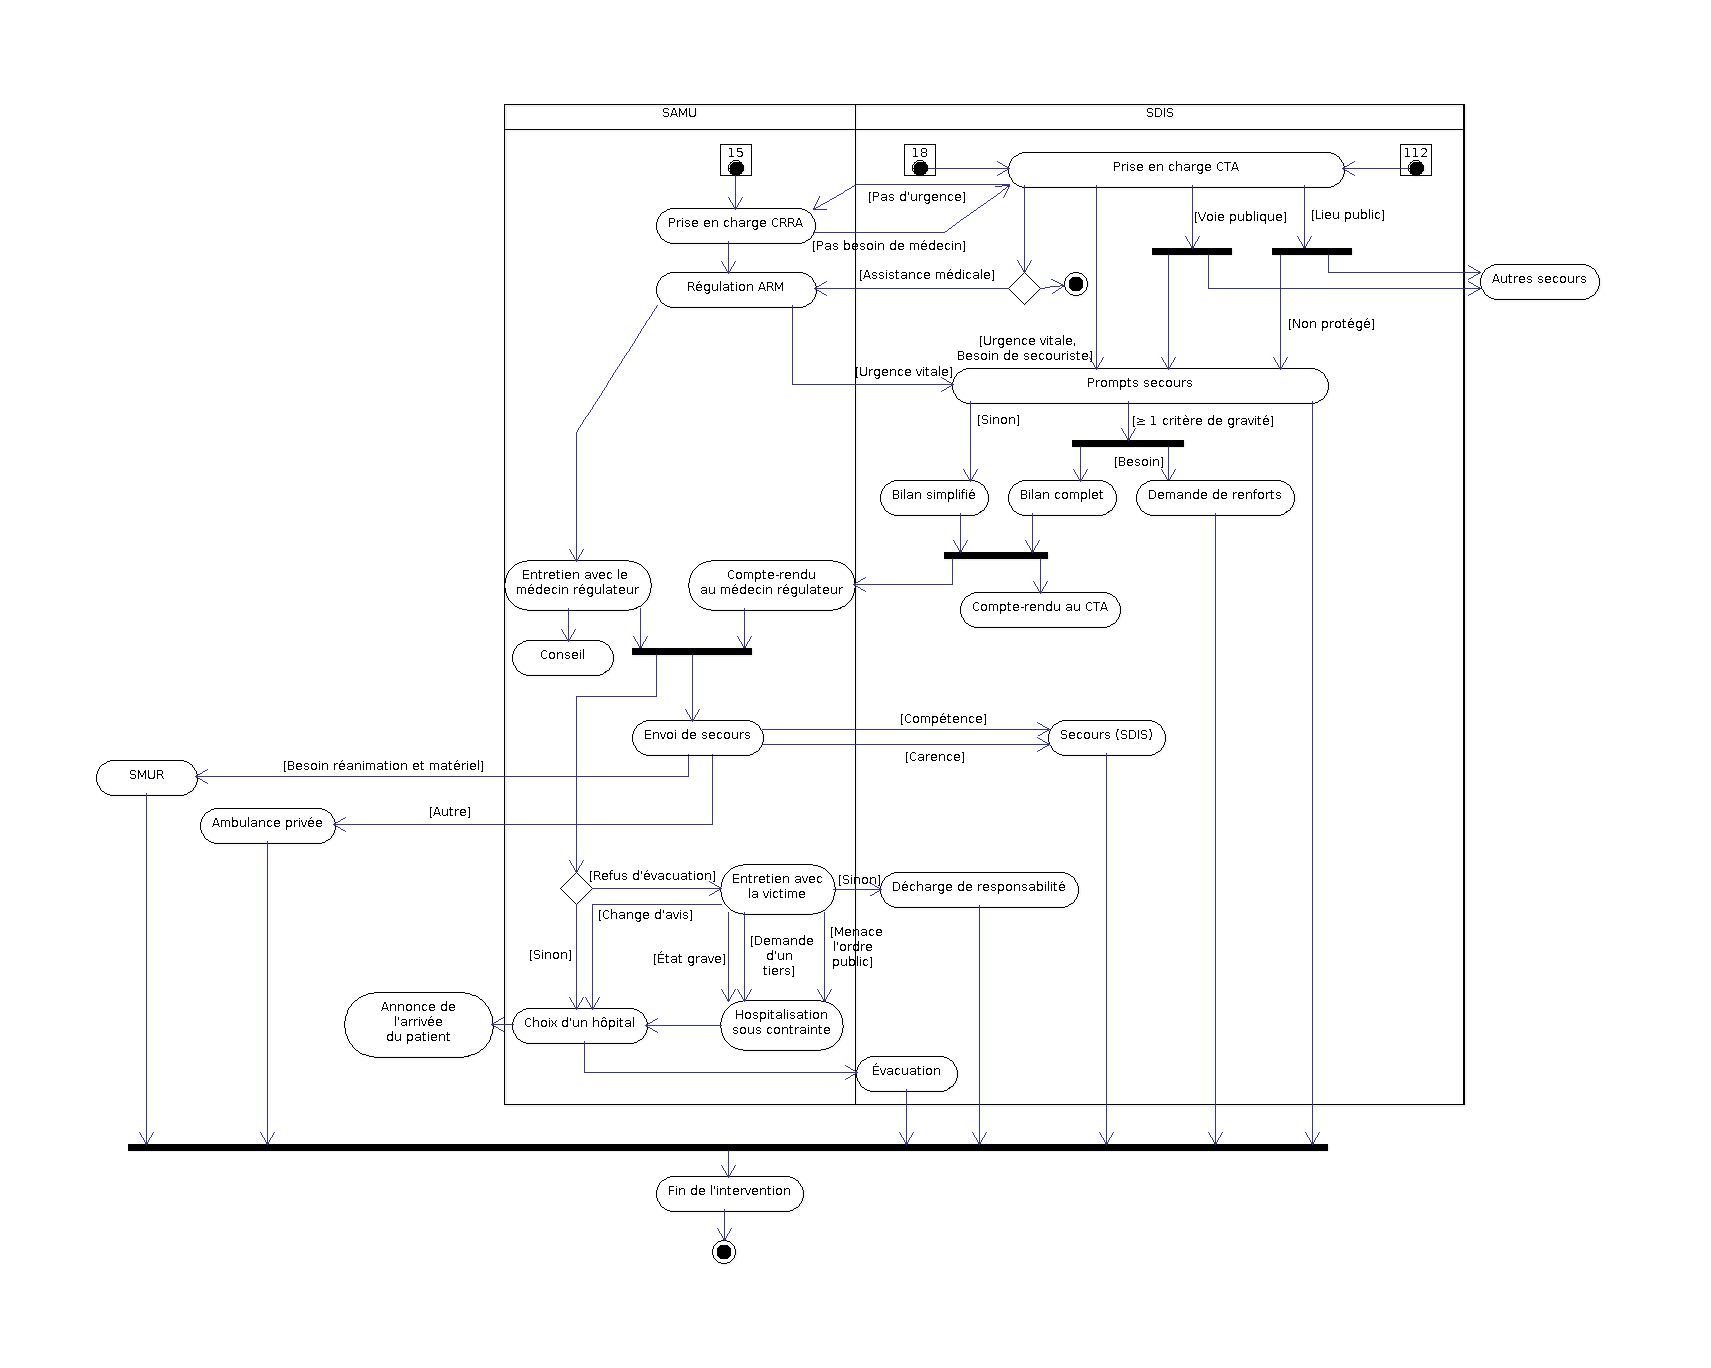 SAMU
SDIS
15
18
112
Prise en charge CTA
[Pas d'urgence]
Prise en charge CRRA
[Voie publique]
[Lieu public]
[Pas besoin de médecin]
[Assistance médicale]
Régulation ARM
Autres secours
[Non protégé]
[Urgence vitale,
Besoin de secouriste]
[Urgence vitale]
Prompts secours
[Sinon]
[≥ 1 critère de gravité]
[Besoin]
Bilan simplifié
Bilan complet
Demande de renforts
Entretien avec le
médecin régulateur
Compte-rendu
au médecin régulateur
Compte-rendu au CTA
Conseil
[Compétence]
Envoi de secours
Secours (SDIS)
[Carence]
[Besoin réanimation et matériel]
SMUR
[Autre]
Ambulance privée
[Refus d'évacuation]
Entretien avec
la victime
[Sinon]
Décharge de responsabilité
[Change d'avis]
[Sinon]
[État grave]
[Demande
d'un
tiers]
[Menace
l'ordre
public]
Annonce de
l'arrivée
du patient
Choix d'un hôpital
Hospitalisation
sous contrainte
Évacuation
Fin de l'intervention